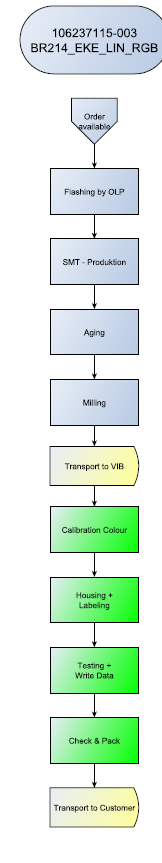 106237115-003
BR214_EKE_LIN_RGB
Order
available
Flashing by OLP
SMT - Produktion
Aging
Milling
Transport to VIB
Calibration Colour
Housing +
Labeling
Testing +
Write Data
Check & Pack
Transport to Customer